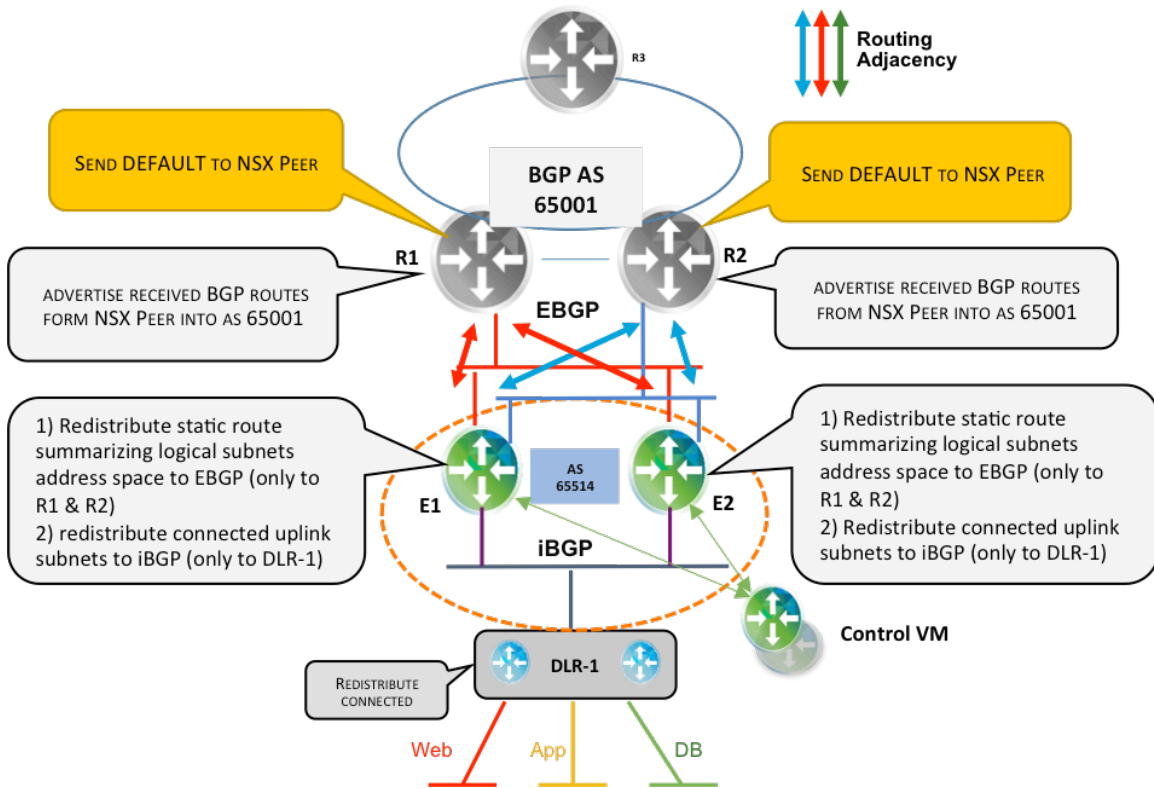 R3
Routing
Adjacency
SEND DEFAULT TO NSX PEER
SEND DEFAULT TO NSX PEER
BGP AS
65001
R1
R2
ADVERTISE RECEIVED BGP ROUTES
FORM NSX PEER INTO AS 65001
ADVERTISE RECEIVED BGP ROUTES
FROM NSX PEER INTO AS 65001
EBGP
1) Redistribute static route
summarizing logical subnets
address space to EBGP (only to
R1 & R2)
2) redistribute connected uplink
subnets to iBGP (only to DLR-1)
1) Redistribute static route
summarizing logical subnets
address space to EBGP (only to
R1 & R2)
2) Redistribute connected uplink
subnets to iBGP (only to DLR-1)
AS
65514
E1
E2
iBGP
Control VM
DLR-1
REDISTRIBUTE
CONNECTED
Web
App
DB